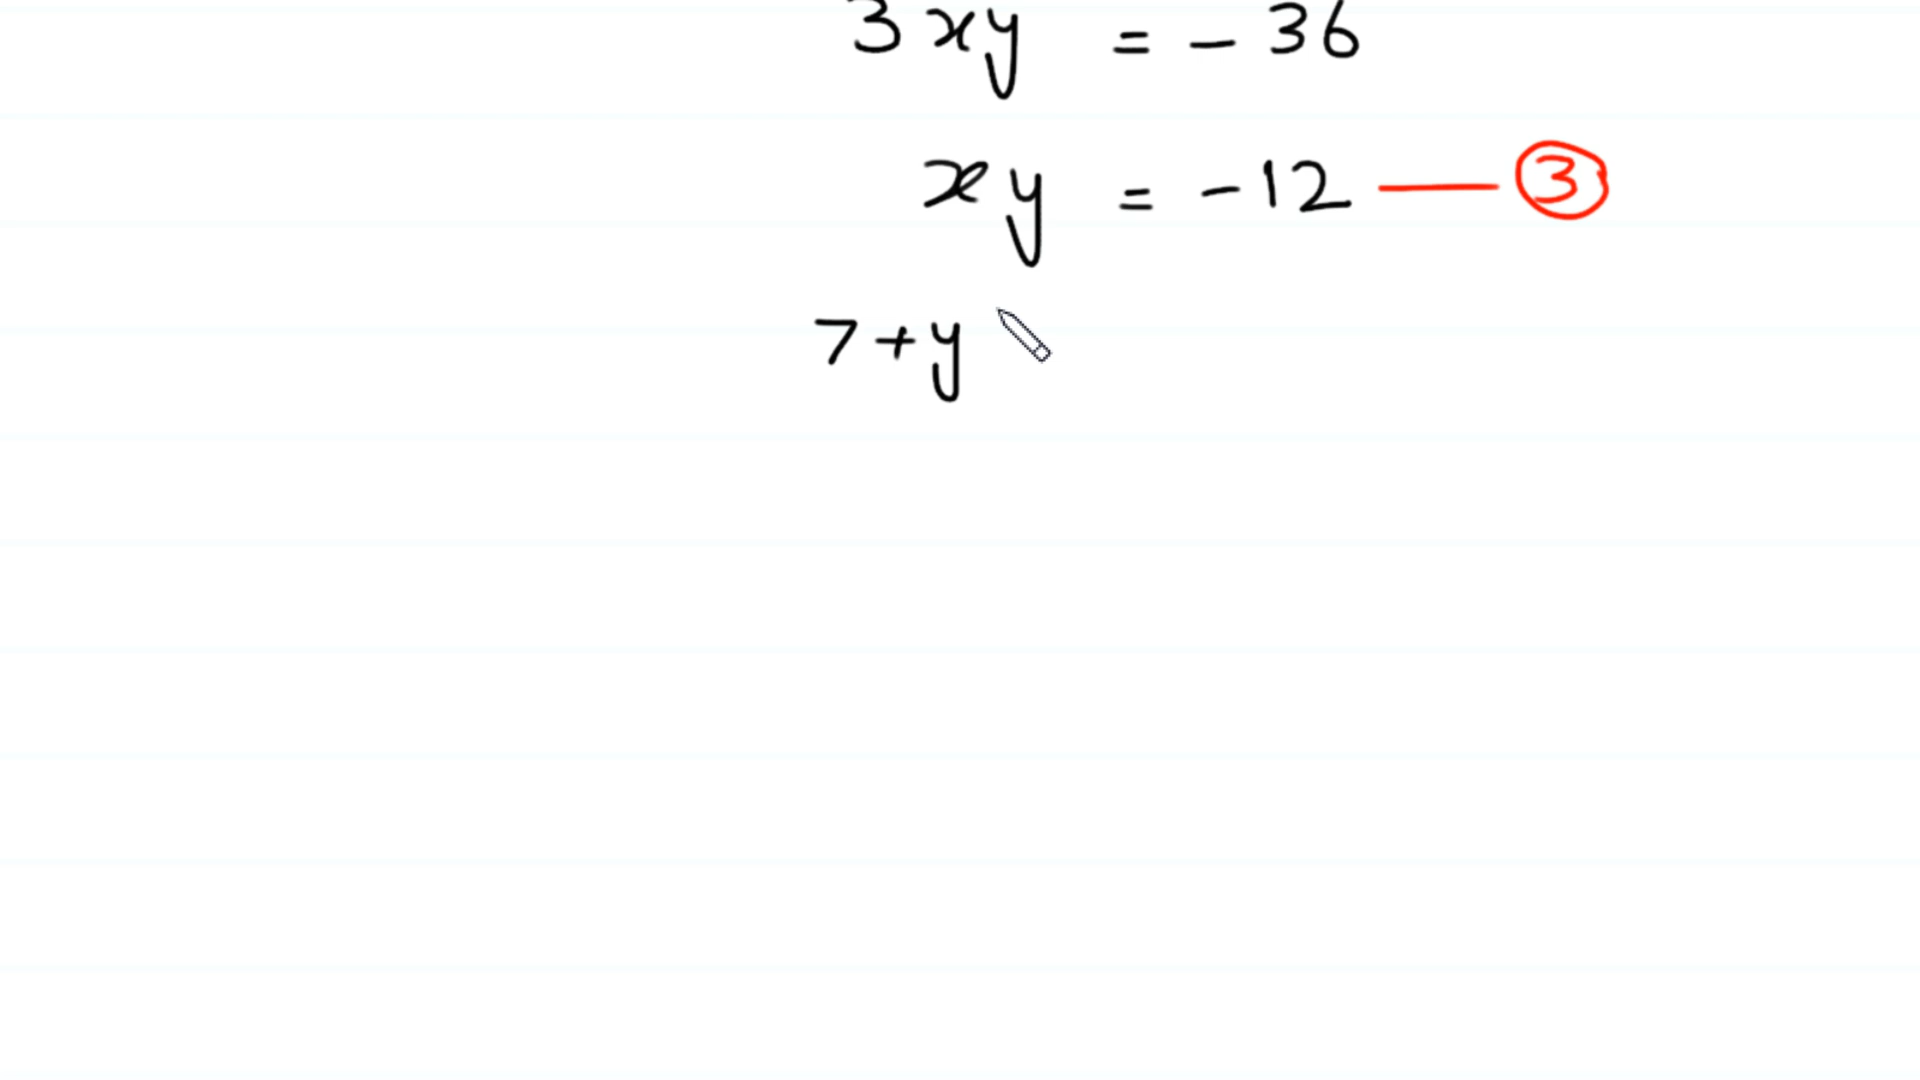 3xy = - 36
xy = -12 — ③
7+y